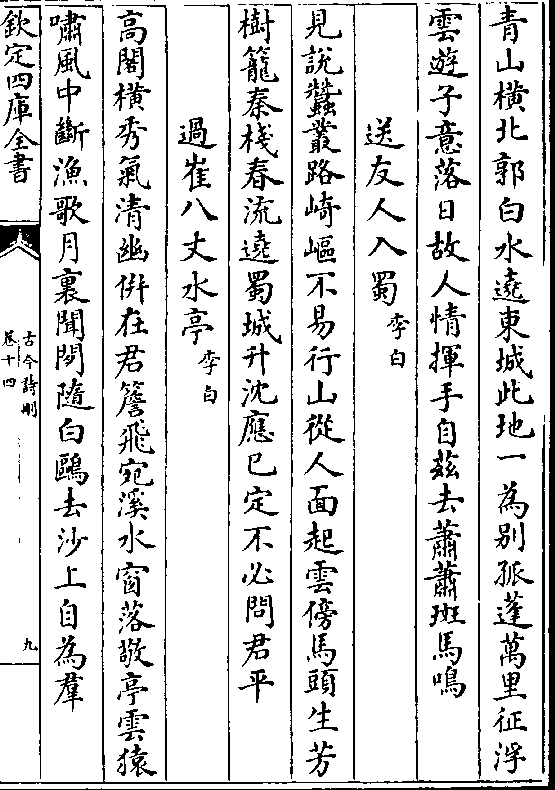 青山橫北郭白水遶東城此地一為別孤蓬萬里征浮
雲遊子意落日故人情揮手自茲去蕭蕭班馬鳴
送友人入蜀 李白
見說蠶叢路崎嶇不易行山從人面起雲傍馬頭生芳
樹籠秦棧春流遶蜀城升沈應已定不必問君平
過崔八丈水亭 李白
高閣橫秀氣清幽併在君簷飛宛溪水窗落敬亭雲猿
嘯風中斷漁歌月裏聞閑隨白鷗去沙上自為羣
欽定四庫全書
古今詩刪
卷十四
九